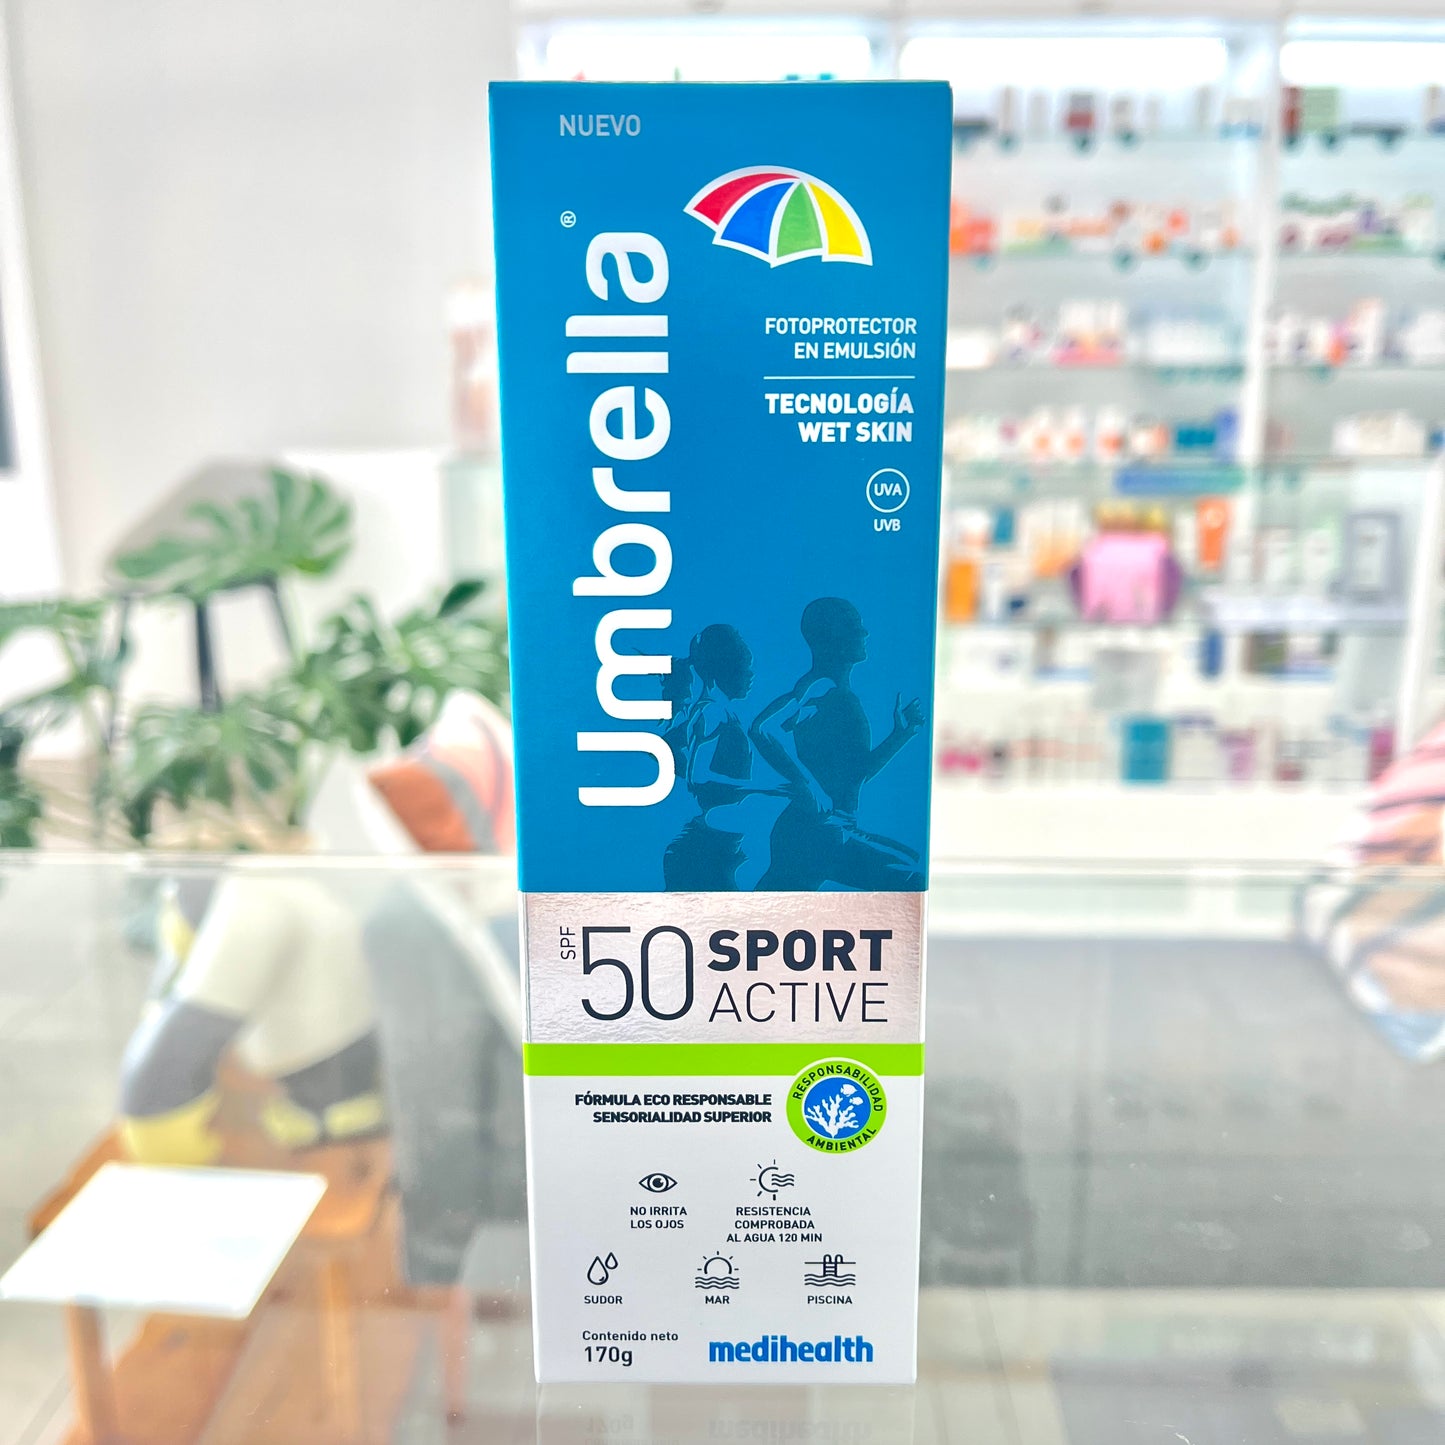 NUEVO
Umbrella®
FOTOPROTECTOR
EN EMULSIÓN
TECNOLOGÍA
WET SKIN
UVA
UVB
SPF
50 SPORT
ACTIVE
FÓRMULA ECO RESPONSABLE
SENSORIALIDAD SUPERIOR
RESPONSABILIDAD
AMBIENTAL
NO IRRITA
LOS OJOS
RESISTENCIA
COMPROBADA
AL AGUA 120 MIN
SUDOR
MAR
PISCINA
Contenido neto
170g
medihealth